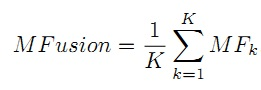 MFusion = \frac{1}{K} \sum_{k=1}^{K} MF_k